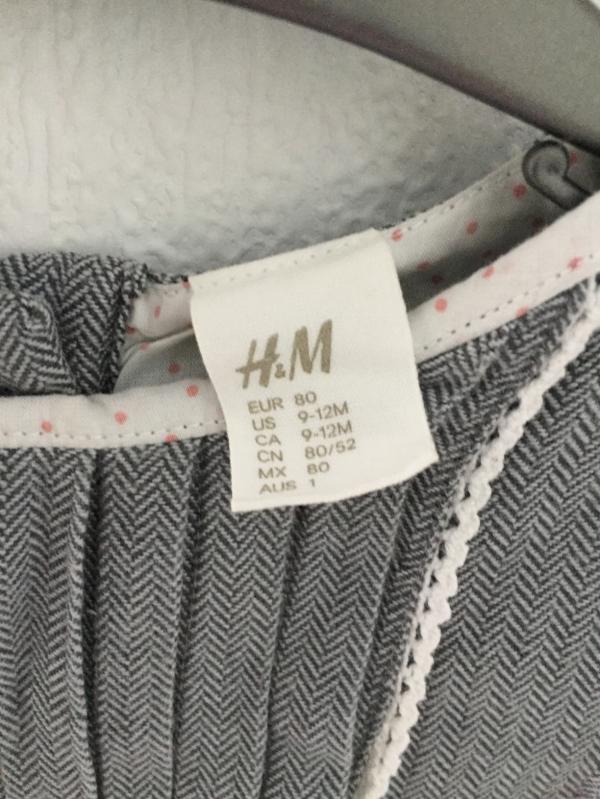 H&M
EUR 80
US 9-12M
CA 9-12M
CN 80/52
MX 80
AUS 1